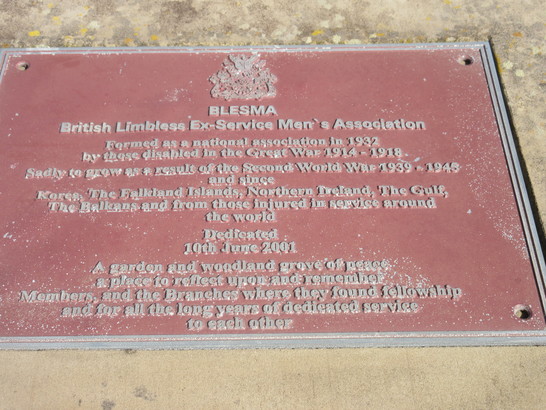 BLESMA
British Limbless Ex-Service Men`s Association
Formed as a national association in 1932
by those disabled in the Great War 1914 - 1918
Sadly to grow as a result of the Second World War 1939 - 1945
and since
Korea, The Falkland Islands, Northern Ireland, The Gulf,
The Balkans and from those injured in service around
the world
Dedicated
10th June 2001
A garden and woodland grove of peace
a place to reflect upon and remember
Members, and the Branches where they found fellowship
and for all the long years of dedicated service
to each other